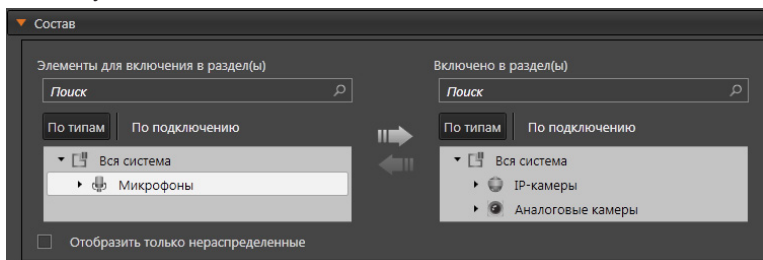 Состав
Элементы для включения в раздел(ы)
Поиск
По типам По подключению
Вся система
Микрофоны
Отобразить только нераспределенные
Включено в раздел(ы)
Поиск
По типам По подключению
Вся система
IP-камеры
Аналоговые камеры